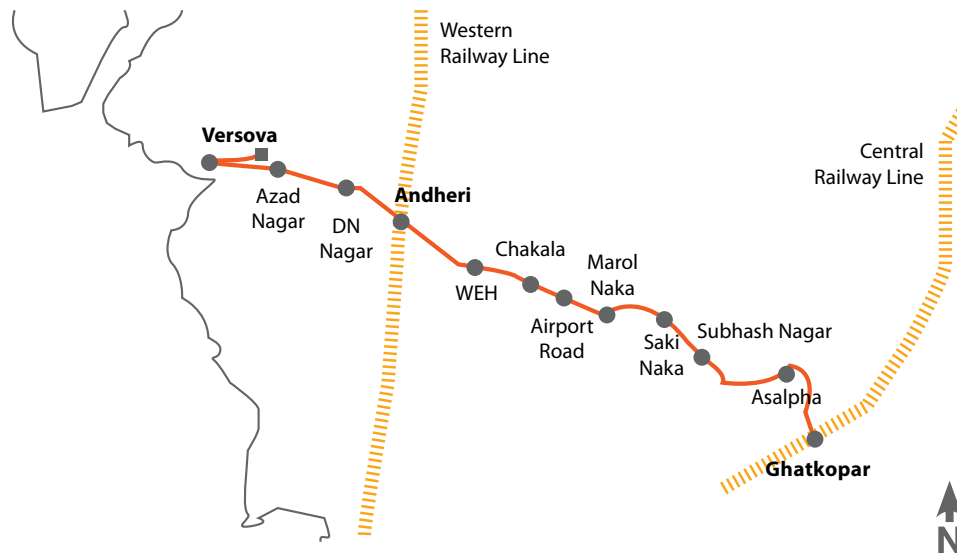 Western
Railway Line
Versova
Central
Railway Line
Azad
Nagar
Andheri
DN
Nagar
Chakala
Marol
Naka
WEH
Airport
Road
Saki
Naka
Subhash Nagar
Asalpha
Ghatkopar
N